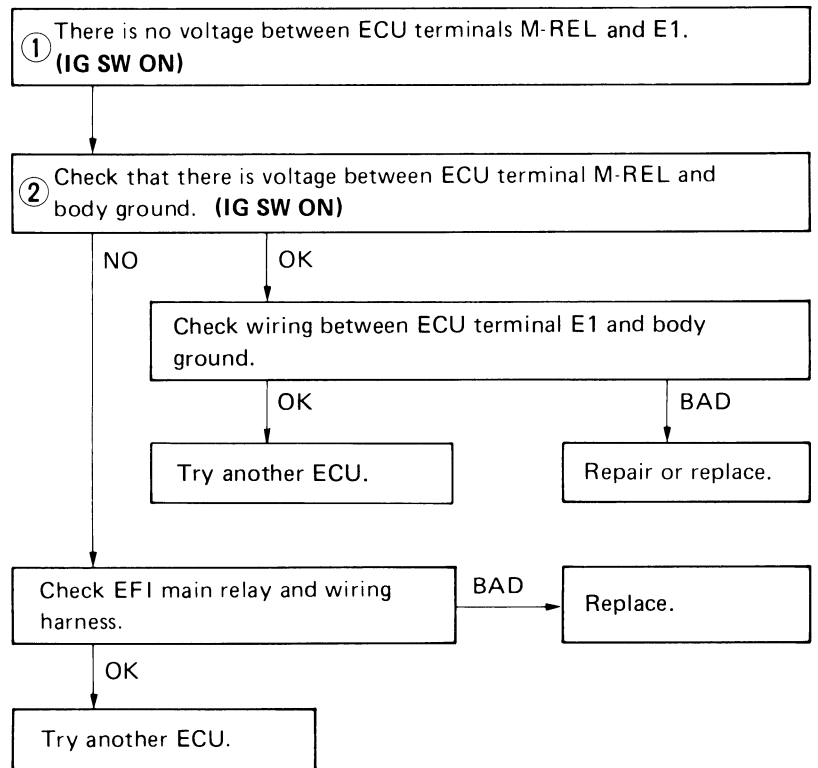 ① There is no voltage between ECU terminals M-REL and E1.
(IG SW ON)
② Check that there is voltage between ECU terminal M-REL and
body ground. (IG SW ON)
NO
OK
Check wiring between ECU terminal E1 and body
ground.
OK
BAD
Try another ECU.
Repair or replace.
Check EFI main relay and wiring
harness.
BAD
Replace.
OK
Try another ECU.